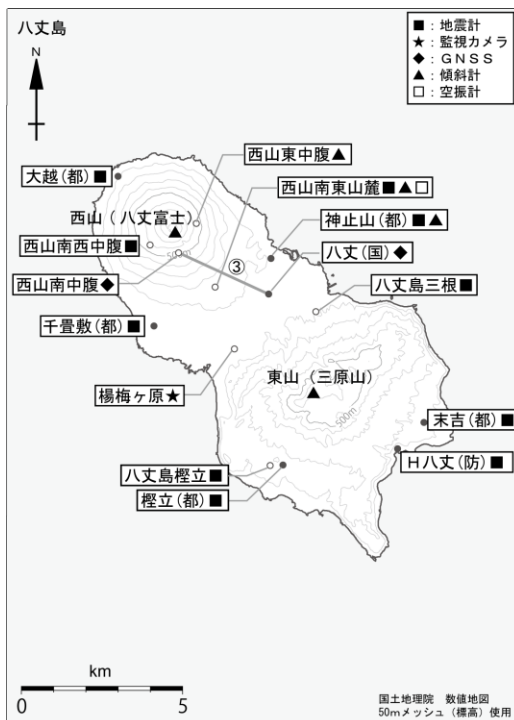 八丈島
■：地震計
★：監視カメラ
◆：ＧＮＳＳ
▲：傾斜計
□：空振計
N
西山東中腹▲
大越(都)■
西山南東山麓■▲□
西山（八丈富士）
神止山(都)■▲
西山南西中腹■
500m
③
八丈(国)◆
西山南中腹◆
八丈島三根■
千畳敷(都)■
東山（三原山）
楊梅ヶ原★
500m
末吉(都)■
Ｈ八丈(防)■
八丈島樫立■
樫立(都)■
km
0 5
国土地理院　数値地図
50mメッシュ（標高）使用